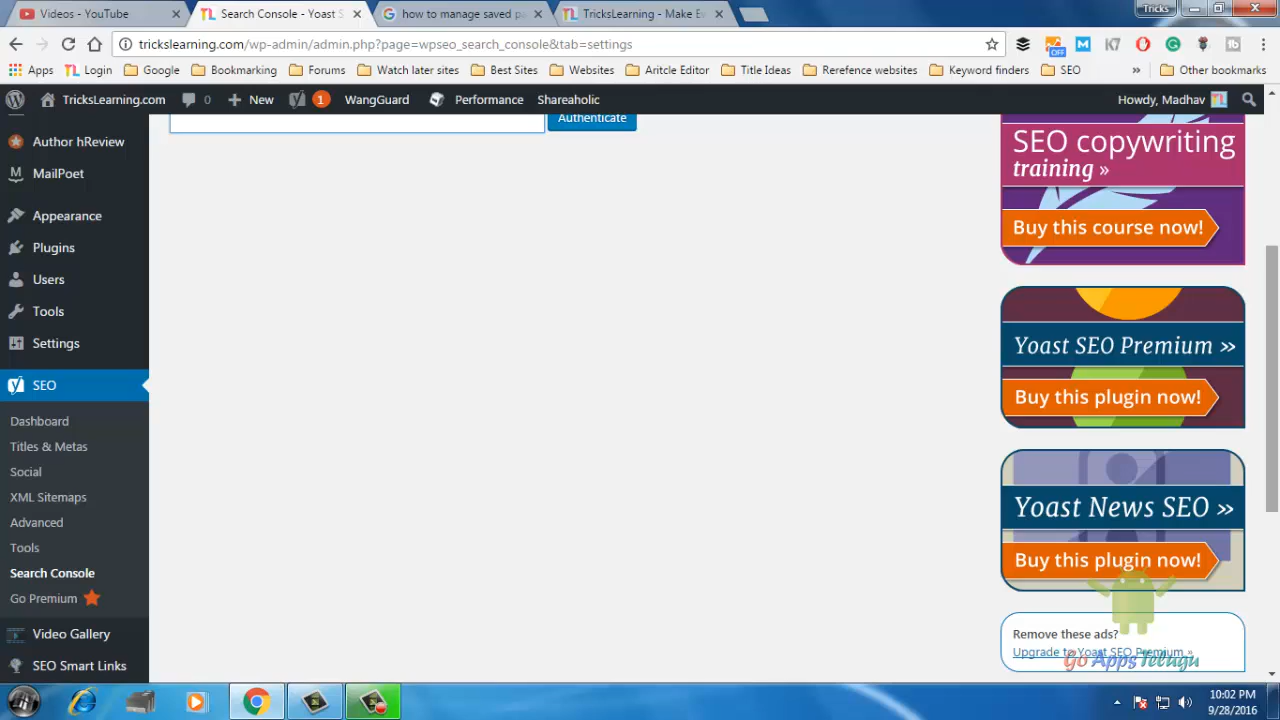 Videos - YouTube
Search Console - Yoast S
how to manage saved pa
TricksLearning - Make Ev
Tricks
trickslearning.com/wp-admin/admin.php?page=wpseo_search_console&tab=settings
OFF
Apps
Login
Google
Bookmarking
Forums
Watch later sites
Best Sites
Websites
Aritcle Editor
Title Ideas
Rerefence websites
Keyword finders
SEO
»
Other bookmarks
TricksLearning.com
0
New
1
WangGuard
Performance
Shareaholic
Howdy, Madhav
Author hReview
MailPoet
Appearance
Plugins
Users
Tools
Settings
SEO
Dashboard
Titles & Metas
Social
XML Sitemaps
Advanced
Tools
Search Console
Go Premium
Video Gallery
SEO Smart Links
Authenticate
SEO copywriting
training »
Buy this course now!
Yoast SEO Premium »
Buy this plugin now!
Yoast News SEO »
Buy this plugin now!
Remove these ads?
Upgrade to Yoast SEO Premium »
Go Apps Telugu
10:02 PM
9/28/2016